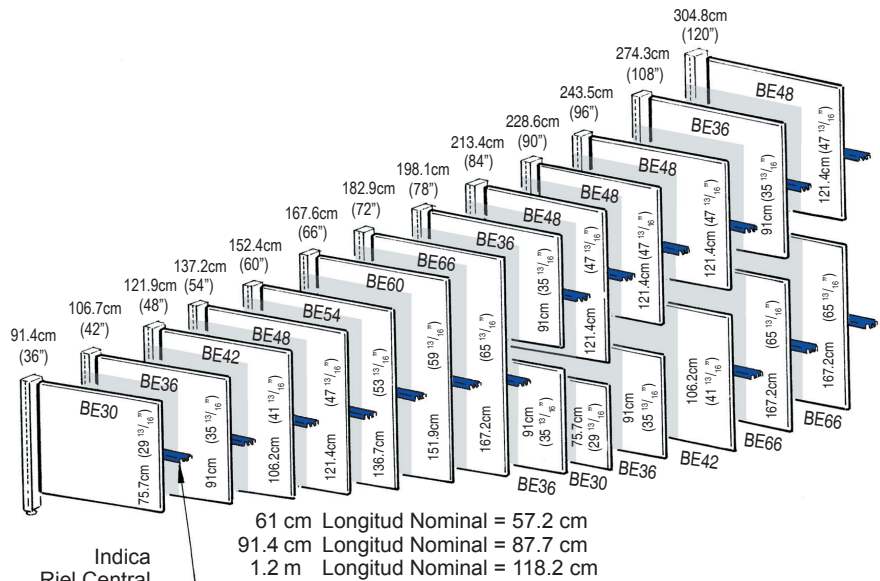 304.8cm
(120”)
274.3cm
(108”)
243.5cm
(96”)
228.6cm
(90”)
213.4cm
(84”)
198.1cm
(78”)
182.9cm
(72”)
167.6cm
(66”)
152.4cm
(60”)
137.2cm
(54”)
121.9cm
(48”)
106.7cm
(42”)
91.4cm
(36”)
BE48
BE36
BE48
BE48
BE48
BE36
BE66
BE60
BE54
BE48
BE42
BE36
BE30
121.4cm (47 13/16”)
91cm (35 13/16”)
121.4cm (47 13/16”)
121.4cm (47 13/16”)
121.4cm (47 13/16”)
91cm (35 13/16”)
167.2cm (65 13/16”)
151.9cm (59 13/16”)
136.7cm (53 13/16”)
121.4cm (47 13/16”)
106.2cm (41 13/16”)
91cm (35 13/16”)
75.7cm (29 13/16”)
91cm (35 13/16”)
75.7cm (29 13/16”)
91cm (35 13/16”)
106.2cm (41 13/16”)
167.2cm (65 13/16”)
167.2cm (65 13/16”)
BE36
BE30
BE36
BE42
BE66
BE66
61 cm Longitud Nominal = 57.2 cm
91.4 cm Longitud Nominal = 87.7 cm
1.2 m Longitud Nominal = 118.2 cm
Indica
Riel Central